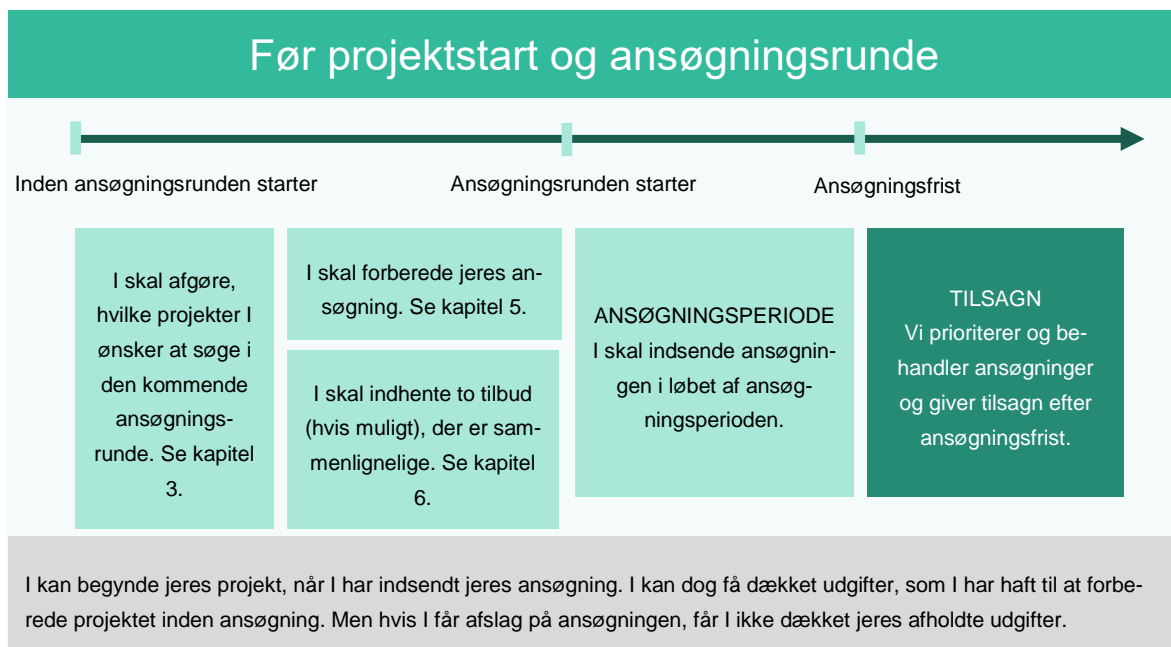 Før projektstart og ansøgningsrunde
Inden ansøgningsrunden starter
Ansøgningsrunden starter
Ansøgningsfrist
I skal afgøre,
hvilke projekter I
ønsker at søge i
den kommende
ansøgnings-
runde. Se kapitel
3.
I skal forberede jeres an-
søgning. Se kapitel 5.
I skal indhente to tilbud
(hvis muligt), der er sam-
menlignelige. Se kapitel
6.
ANSØGNINGSPERIODE
I skal indsende ansøgnin-
gen i løbet af ansøg-
ningsperioden.
TILSAGN
Vi prioriterer og be-
handler ansøgninger
og giver tilsagn efter
ansøgningsfrist.
I kan begynde jeres projekt, når I har indsendt jeres ansøgning. I kan dog få dækket udgifter, som I har haft til at forbe-
rede projektet inden ansøgning. Men hvis I får afslag på ansøgningen, får I ikke dækket jeres afholdte udgifter.